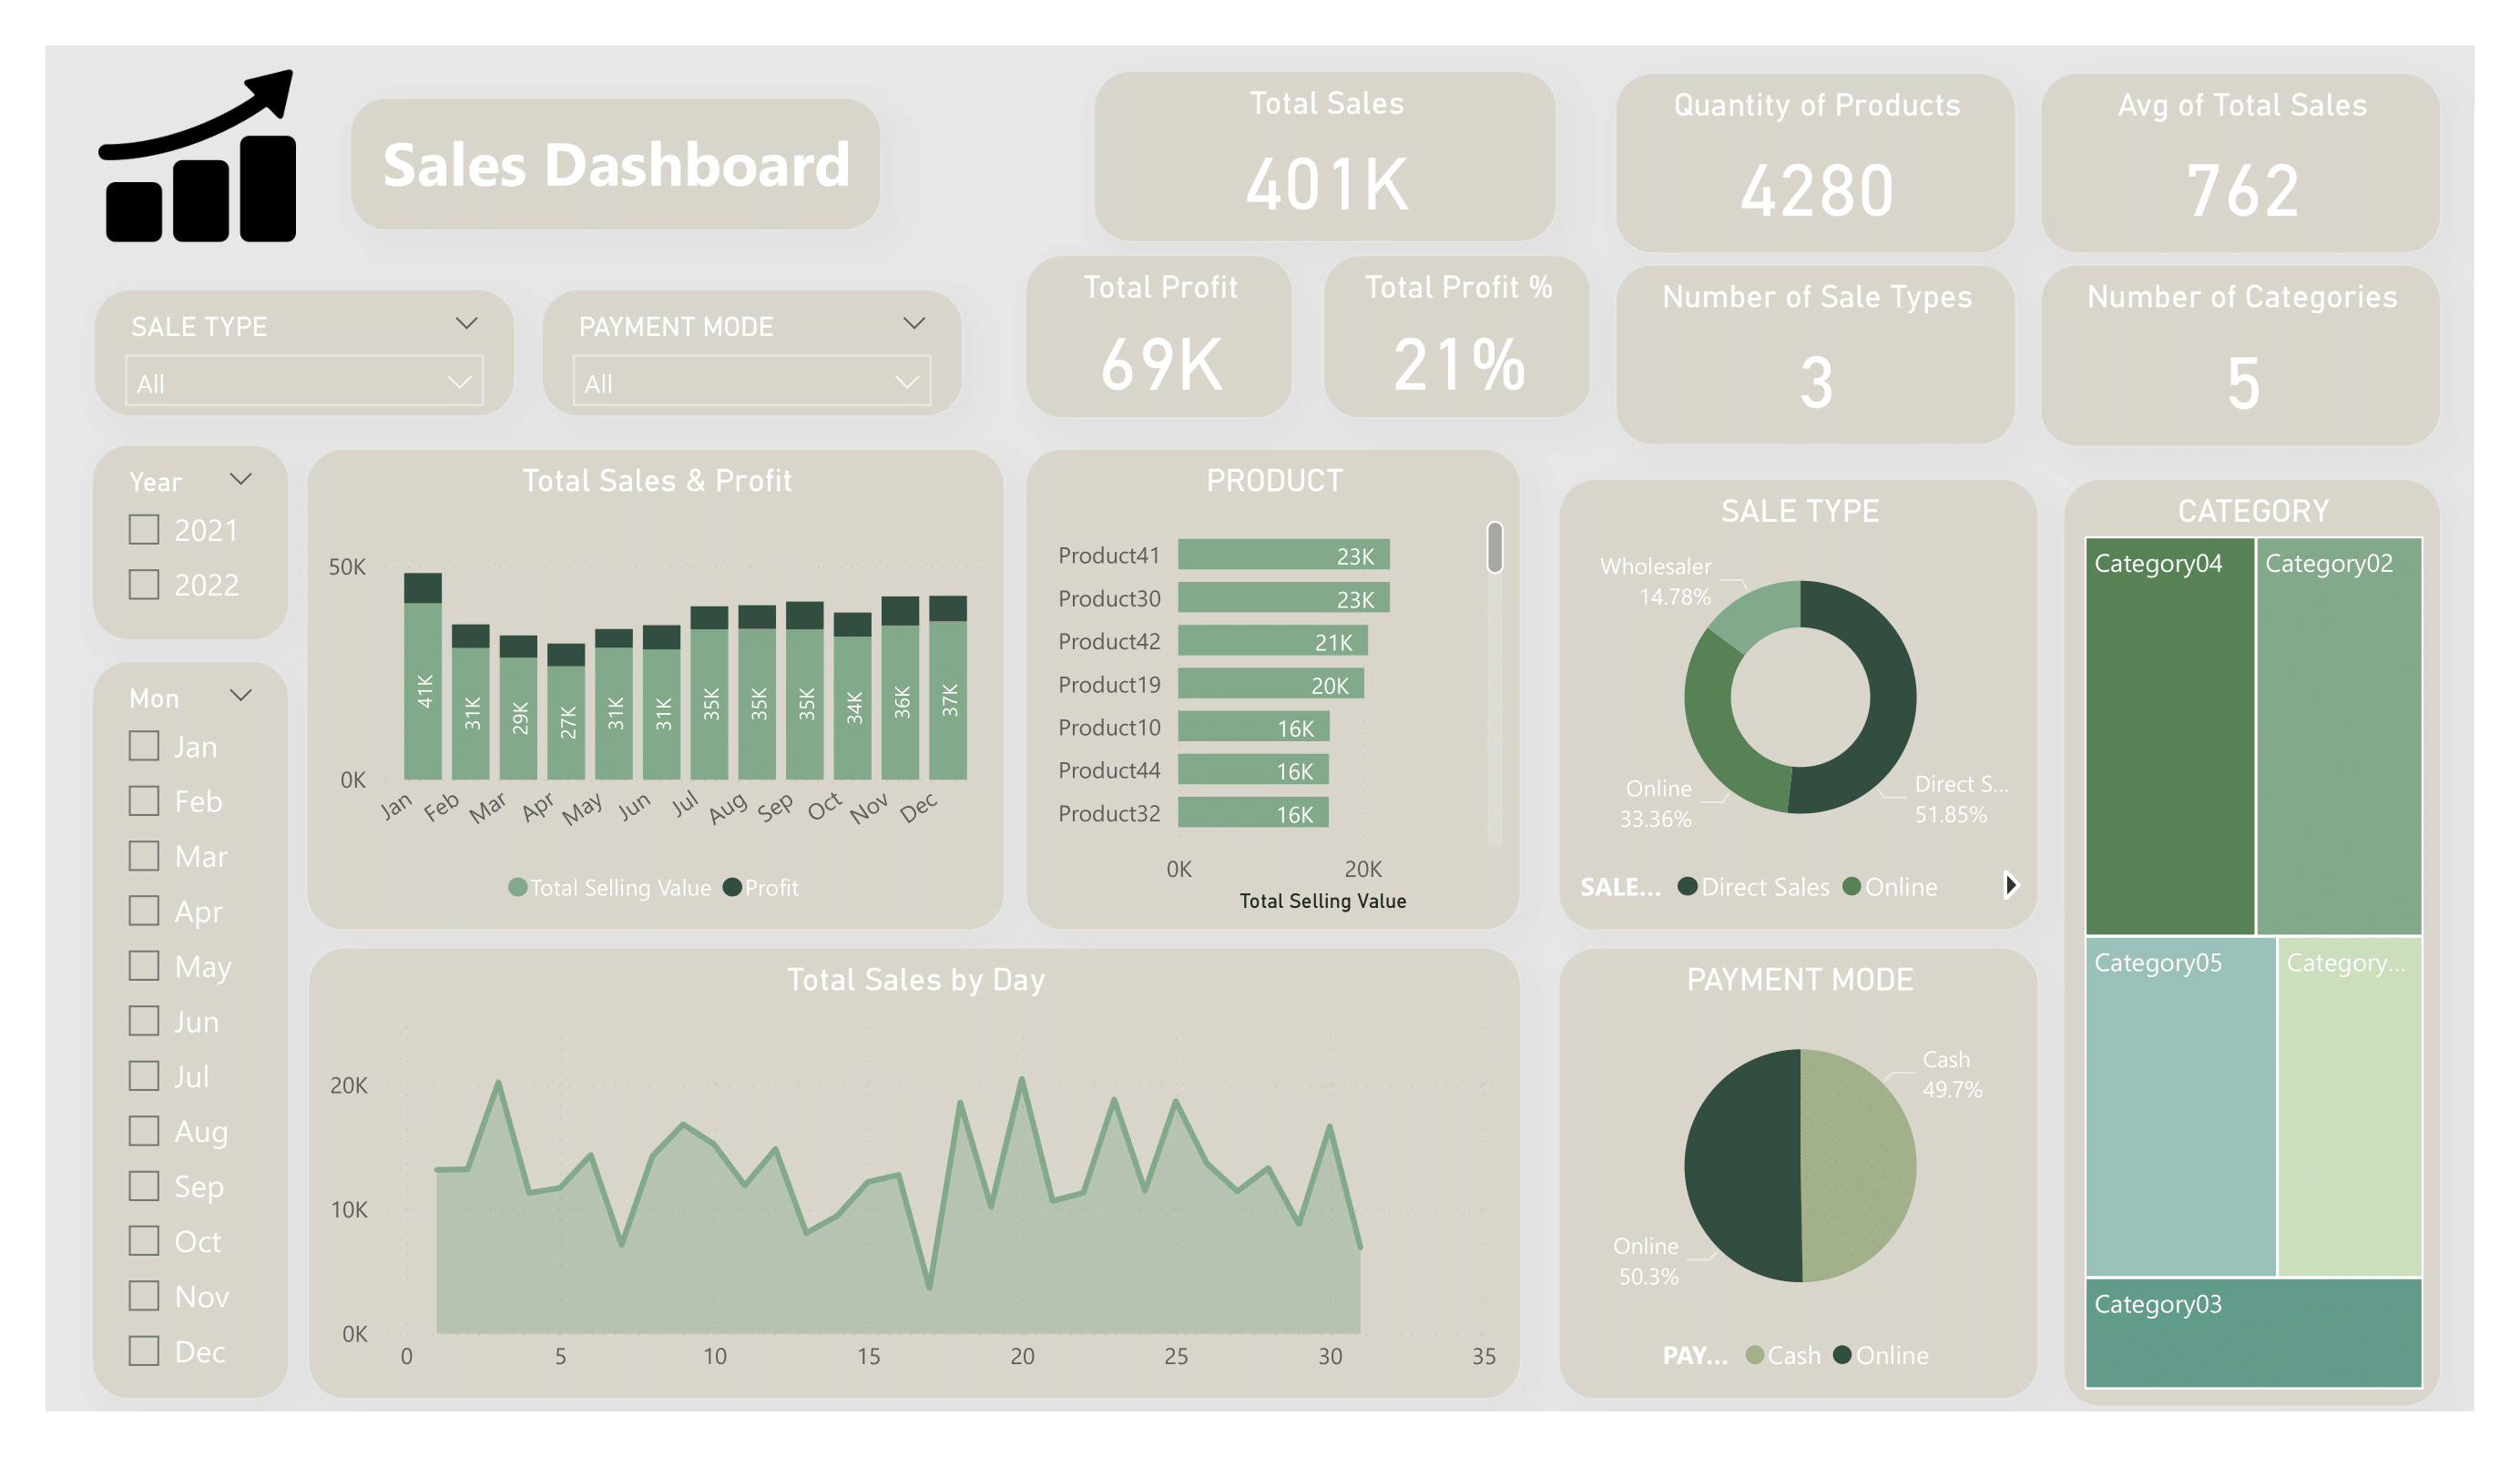 Sales Dashboard
Total Sales
401K
Quantity of Products
4280
Avg of Total Sales
762
Total Profit
69K
Total Profit %
21%
Number of Sale Types
3
Number of Categories
5
SALE TYPE
All
PAYMENT MODE
All
Year
2021
2022
Mon
Jan
Feb
Mar
Apr
May
Jun
Jul
Aug
Sep
Oct
Nov
Dec
Total Sales & Profit
50K
0K
41K 31K 29K 27K 31K 31K 35K 35K 35K 34K 36K 37K
Jan Feb Mar Apr May Jun Jul Aug Sep Oct Nov Dec
Total Selling Value Profit
PRODUCT
Product41 23K
Product30 23K
Product42 21K
Product19 20K
Product10 16K
Product44 16K
Product32 16K
0K 20K
Total Selling Value
SALE TYPE
Wholesaler
14.78%
Online
33.36%
Direct S...
51.85%
SALE... Direct Sales Online
CATEGORY
Category04
Category02
Category05
Category...
Category03
Total Sales by Day
20K
10K
0K
0 5 10 15 20 25 30 35
PAYMENT MODE
Cash
49.7%
Online
50.3%
PAY... Cash Online